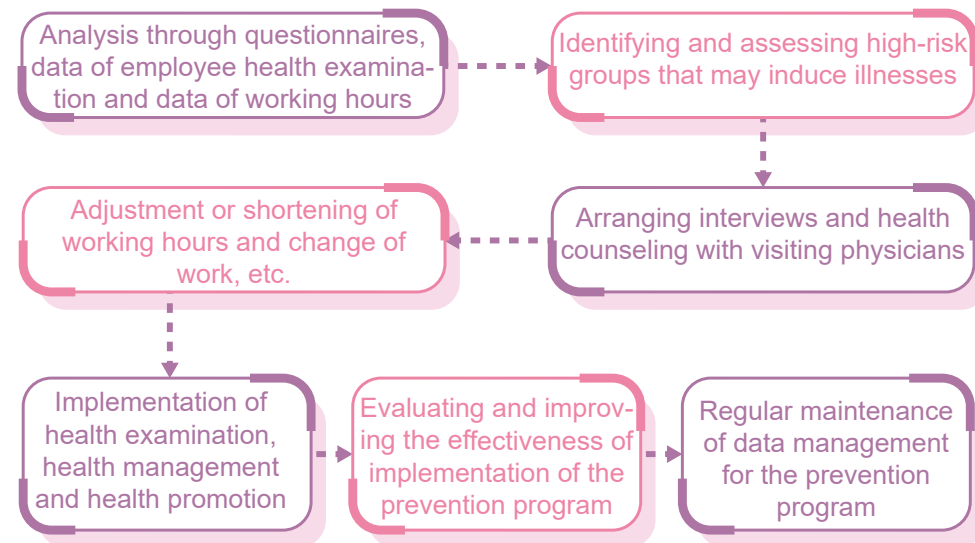 Analysis through questionnaires,
data of employee health examina-
tion and data of working hours
Identifying and assessing high-risk
groups that may induce illnesses
Arranging interviews and health
counseling with visiting physicians
Adjustment or shortening of
working hours and change of
work, etc.
Implementation of
health examination,
health management
and health promotion
Evaluating and improv-
ing the effectiveness of
implementation of the
prevention program
Regular maintenance
of data management
for the prevention
program